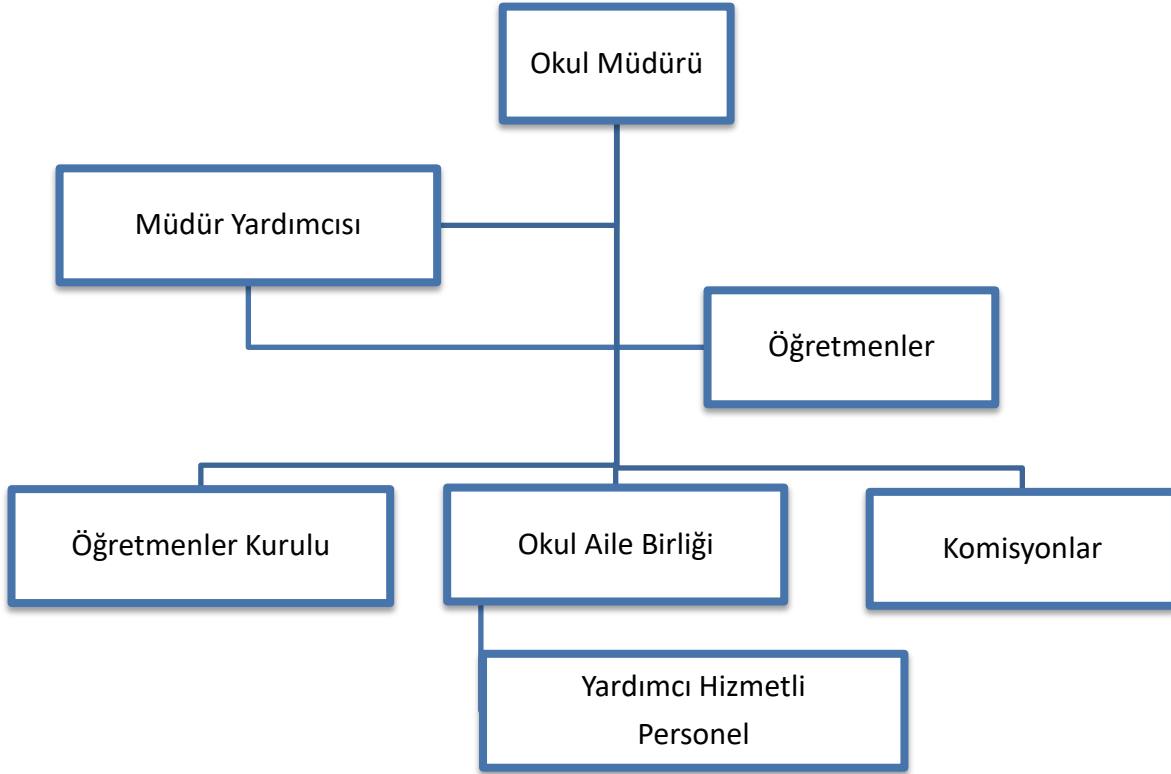 Okul Müdürü
Müdür Yardımcısı
Öğretmenler
Öğretmenler Kurulu
Okul Aile Birliği
Komisyonlar
Yardımcı Hizmetli
Personel